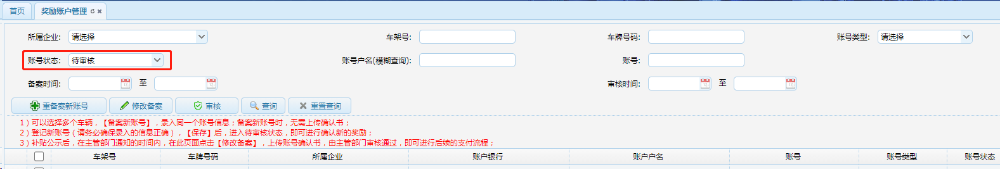 首页 奖励账户管理
所属企业: 请选择 车架号: 车牌号码: 账号类型: 请选择
账号状态: 待审核 账号户名(模糊查询): 账号:
备案时间: 至 审核时间: 至
重备案新账号 修改备案 审核 查询 重置查询
1）可以选择多个车辆，【备案新账号】，录入同一个账号信息；备案新账号时，无需上传确认书；
2）登记新账号（请务必确保录入的信息正确），【保存】后，进入待审核状态，即可进行确认新的奖励；
3）补贴公示后，在主管部门通知的时间内，在此页面点击【修改备案】，上传账号确认书，由主管部门审核通过，即可进行后续的支付流程；
车架号 车牌号码 所属企业 账户银行 账户户名 账号 账号类型 账号状态